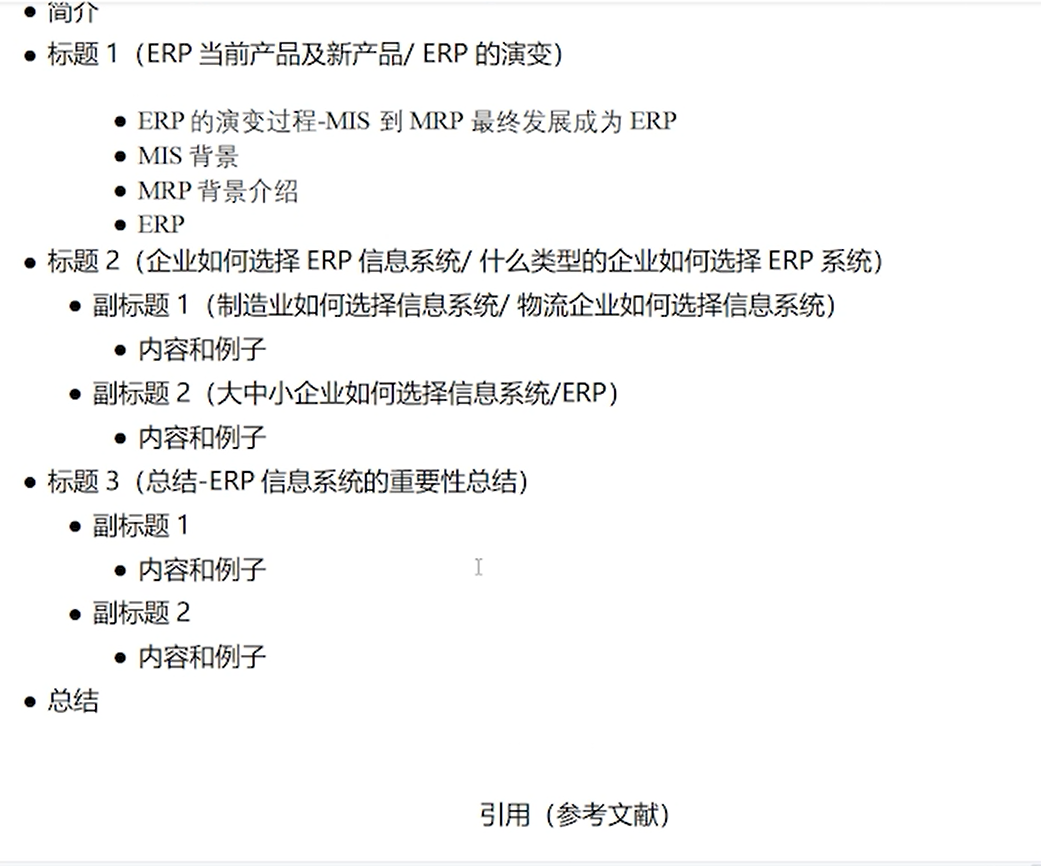 ● 简介
● 标题 1（ERP 当前产品及新产品/ ERP 的演变）
● ERP 的演变过程-MIS 到 MRP 最终发展成为 ERP
● MIS 背景
● MRP 背景介绍
● ERP
● 标题 2（企业如何选择 ERP 信息系统/ 什么类型的企业如何选择 ERP 系统）
● 副标题 1（制造业如何选择信息系统/ 物流企业如何选择信息系统）
● 内容和例子
● 副标题 2（大中小企业如何选择信息系统/ERP）
● 内容和例子
● 标题 3（总结-ERP 信息系统的重要性总结）
● 副标题 1
● 内容和例子
● 副标题 2
● 内容和例子
● 总结
引用（参考文献）